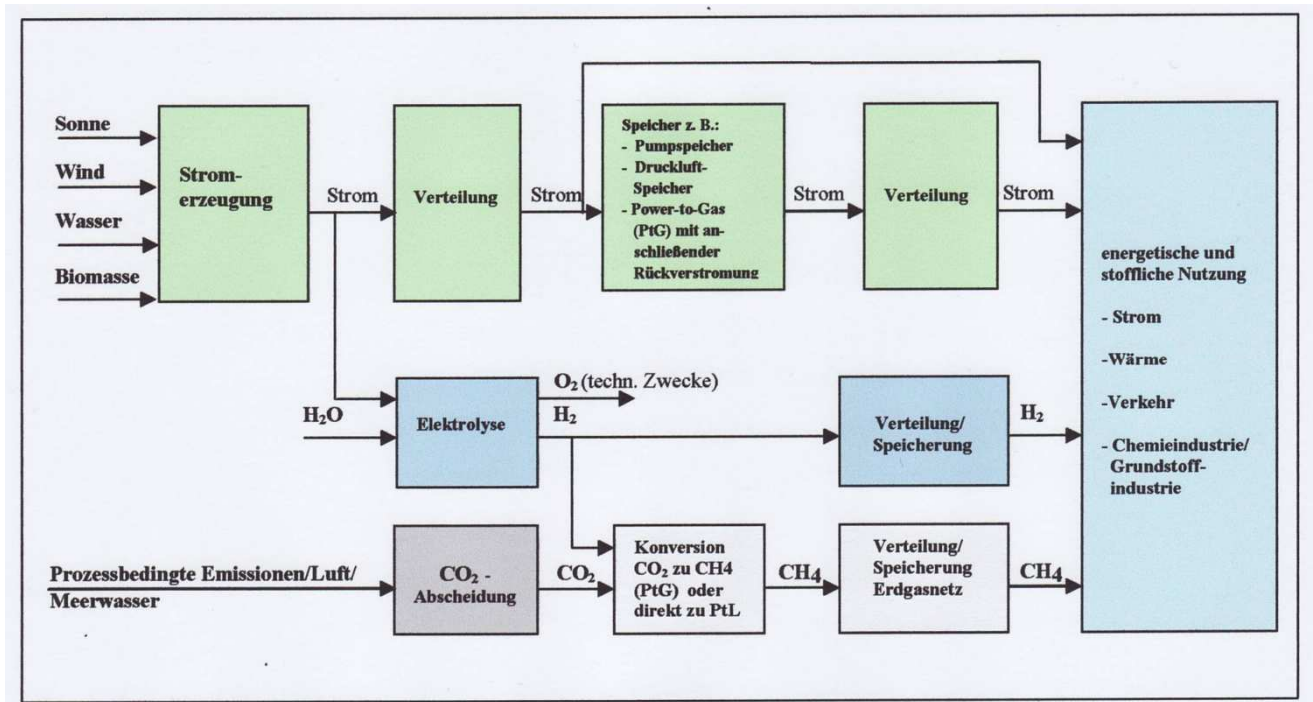 Sonne
Wind
Wasser
Biomasse
Strom-
erzeugung
Strom
Verteilung
Strom
Speicher z. B.:
- Pumpspeicher
- Druckluft-
Speicher
- Power-to-Gas
(PtG) mit an-
schließender
Rückverstromung
Strom
Verteilung
Strom
energetische und
stoffliche Nutzung
- Strom
-Wärme
-Verkehr
- Chemieindustrie/
Grundstoff-
industrie
H₂O
Elektrolyse
O₂ (techn. Zwecke)
H₂
Verteilung/
Speicherung
H₂
Prozessbedingte Emissionen/Luft/
Meerwasser
CO₂ -
Abscheidung
CO₂
Konversion
CO₂ zu CH4
(PtG) oder
direkt zu PtL
CH4
Verteilung/
Speicherung
Erdgasnetz
CH4